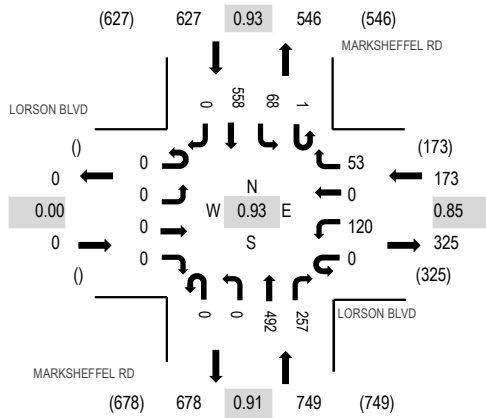 (627) 627 0.93 546 (546)
MARKSHEFFEL RD
LORSON BLVD
0 558 68 1
() 0 53 (173)
0 0 N 0 173
0.00 W 0.93 E 0.85
0 0 S 120 325
() 0 0 (325)
0 0 492 257
LORSON BLVD
MARKSHEFFEL RD
(678) 678 0.91 749 (749)